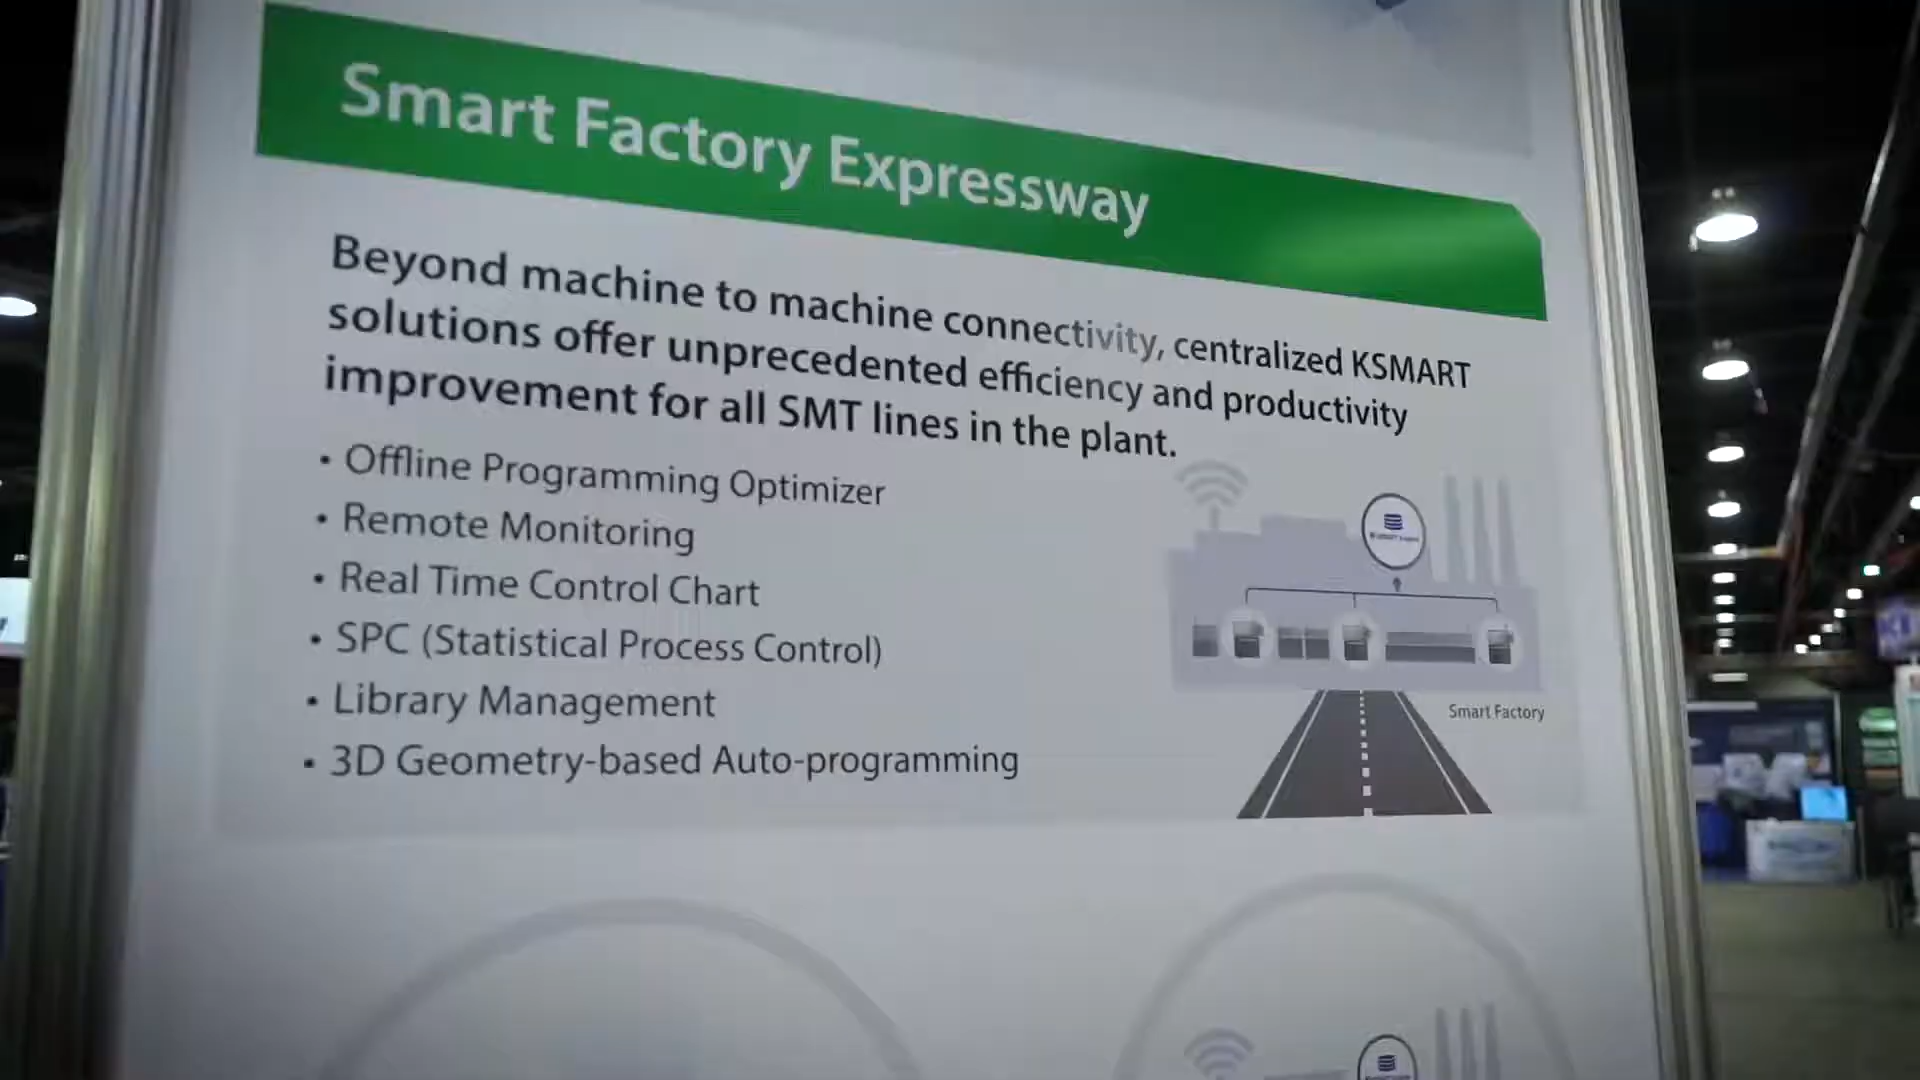 Smart Factory Expressway
Beyond machine to machine connectivity, centralized KSMART
solutions offer unprecedented efficiency and productivity
improvement for all SMT lines in the plant.
• Offline Programming Optimizer
• Remote Monitoring
• Real Time Control Chart
• SPC (Statistical Process Control)
• Library Management
• 3D Geometry-based Auto-programming
Smart Factory